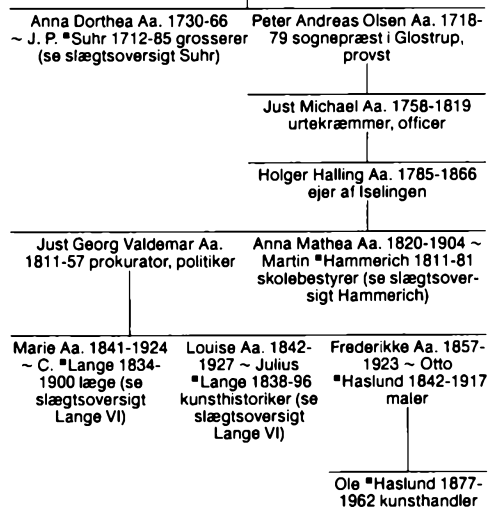 Anna Dorthea Aa. 1730-66
~ J. P. ▪Suhr 1712-85 grosserer
(se slægtsoversigt Suhr)
Peter Andreas Olsen Aa. 1718-
79 sognepræst i Glostrup,
provst
Just Michael Aa. 1758-1819
urtekræmmer, officer
Holger Halling Aa. 1785-1866
ejer af Iselingen
Just Georg Valdemar Aa.
1811-57 prokurator, politiker
Anna Mathea Aa. 1820-1904 ~
Martin ▪Hammerich 1811-81
skolebestyrer (se slægtsover-
sigt Hammerich)
Marie Aa. 1841-1924
~ C. ▪Lange 1834-
1900 læge (se
slægtsoversigt
Lange VI)
Louise Aa. 1842-
1927 ~ Julius
▪Lange 1838-96
kunsthistoriker (se
slægtsoversigt
Lange VI)
Frederikke Aa. 1857-
1923 ~ Otto
▪Haslund 1842-1917
maler
Ole ▪Haslund 1877-
1962 kunsthandler